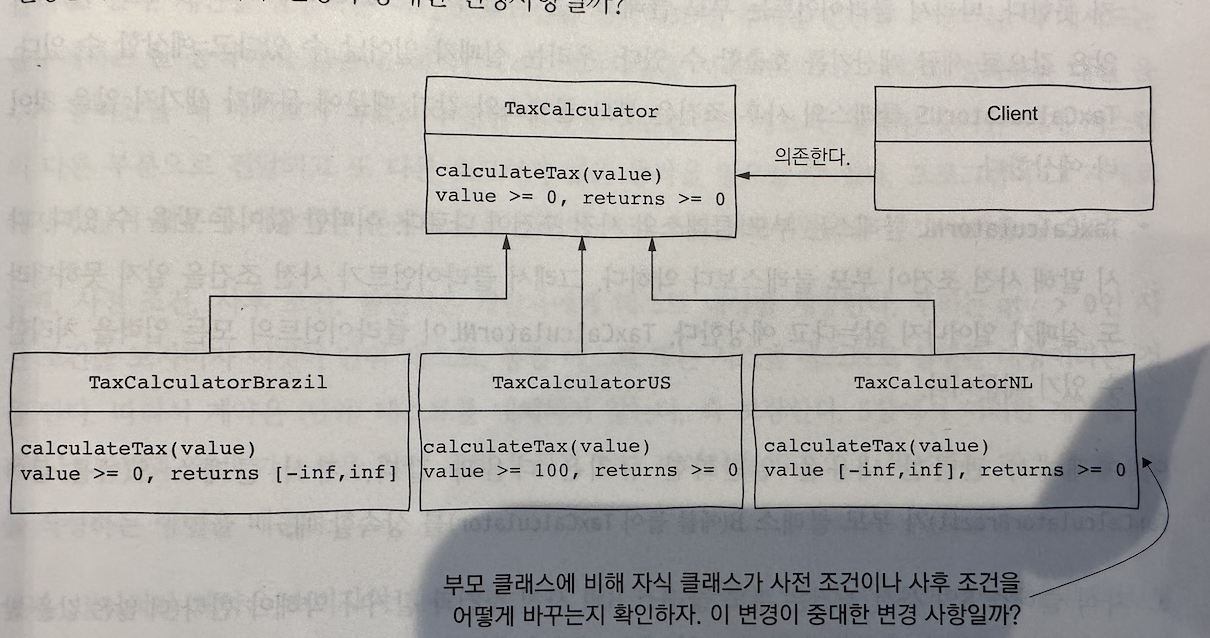 TaxCalculator
calculateTax(value)
value >= 0, returns >= 0
Client
의존한다.
TaxCalculatorBrazil
calculateTax(value)
value >= 0, returns [-inf,inf]
TaxCalculatorUS
calculateTax(value)
value >= 100, returns >= 0
TaxCalculatorNL
calculateTax(value)
value [-inf,inf], returns >= 0
부모 클래스에 비해 자식 클래스가 사전 조건이나 사후 조건을
어떻게 바꾸는지 확인하자. 이 변경이 중대한 변경 사항일까?